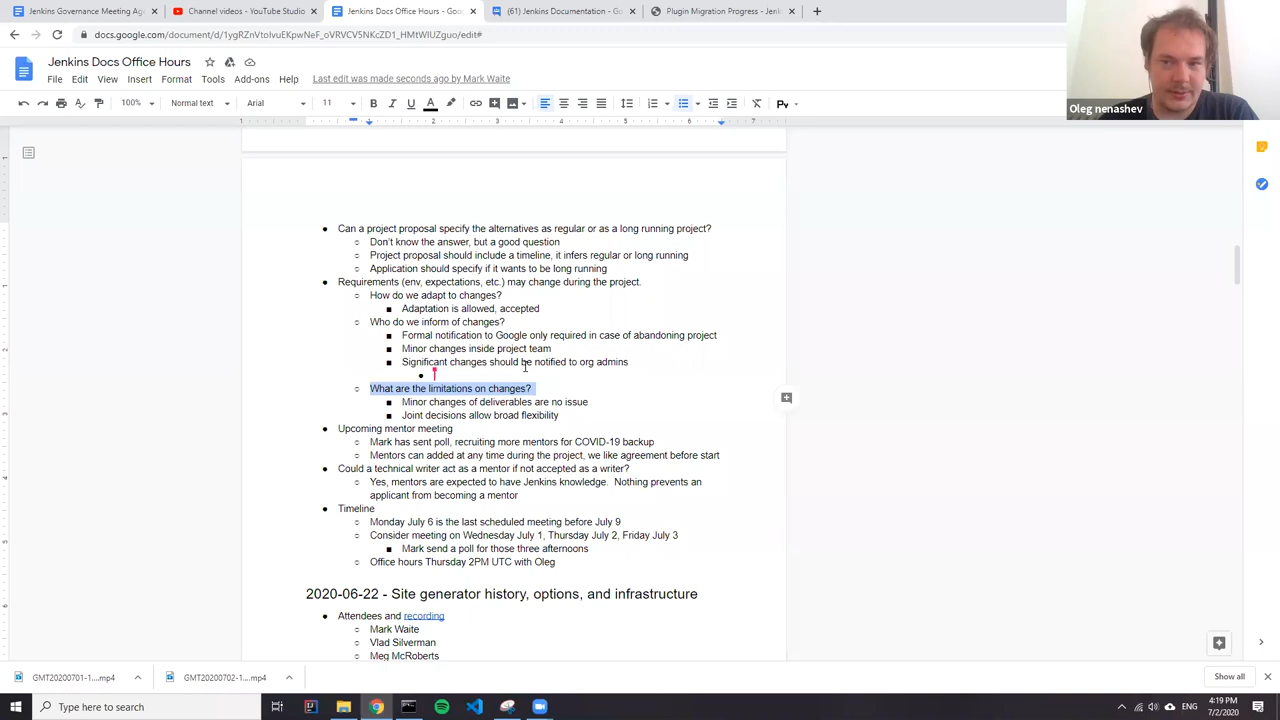 Jenkins Governance Meeting Age
Channel videos - YouTube Studio
Jenkins Docs Office Hours - Goo
(61) Jenkins Documentation - Go
Plugin Migration Progress - Jenk
docs.google.com/document/d/1ygRZnVtoIvuEKpwNeF_oVRVCV5NKcZD1_HMtWIUZguo/edit#
Jenkins Docs Office Hours
File Edit View Insert Format Tools Add-ons Help Last edit was made seconds ago by Mark Waite
100% Normal text Arial 11 B I U A
Oleg nenashev
1 2 3 4 5 6 7
Can a project proposal specify the alternatives as regular or as a long running project?
Don't know the answer, but a good question
Project proposal should include a timeline, it infers regular or long running
Application should specify if it wants to be long running
Requirements (env, expectations, etc.) may change during the project.
How do we adapt to changes?
Adaptation is allowed, accepted
Who do we inform of changes?
Formal notification to Google only required in case of abandoning project
Minor changes inside project team
Significant changes should be notified to org admins
What are the limitations on changes?
Minor changes of deliverables are no issue
Joint decisions allow broad flexibility
Upcoming mentor meeting
Mark has sent poll, recruiting more mentors for COVID-19 backup
Mentors can added at any time during the project, we like agreement before start
Could a technical writer act as a mentor if not accepted as a writer?
Yes, mentors are expected to have Jenkins knowledge. Nothing prevents an
applicant from becoming a mentor
Timeline
Monday July 6 is the last scheduled meeting before July 9
Consider meeting on Wednesday July 1, Thursday July 2, Friday July 3
Mark send a poll for those three afternoons
Office hours Thursday 2PM UTC with Oleg
2020-06-22 - Site generator history, options, and infrastructure
Attendees and recording
Mark Waite
Vlad Silverman
Meg McRoberts
GMT20200701-1....mp4
GMT20200702-1....mp4
Show all
Type here to search
ENG
4:19 PM
7/2/2020